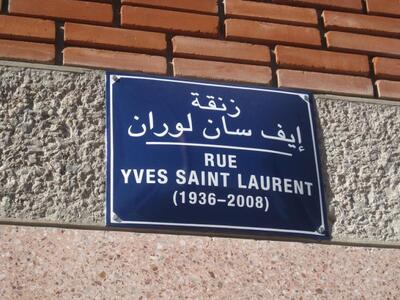 زنقة
إيف سان لوران
RUE
YVES SAINT LAURENT
(1936–2008)